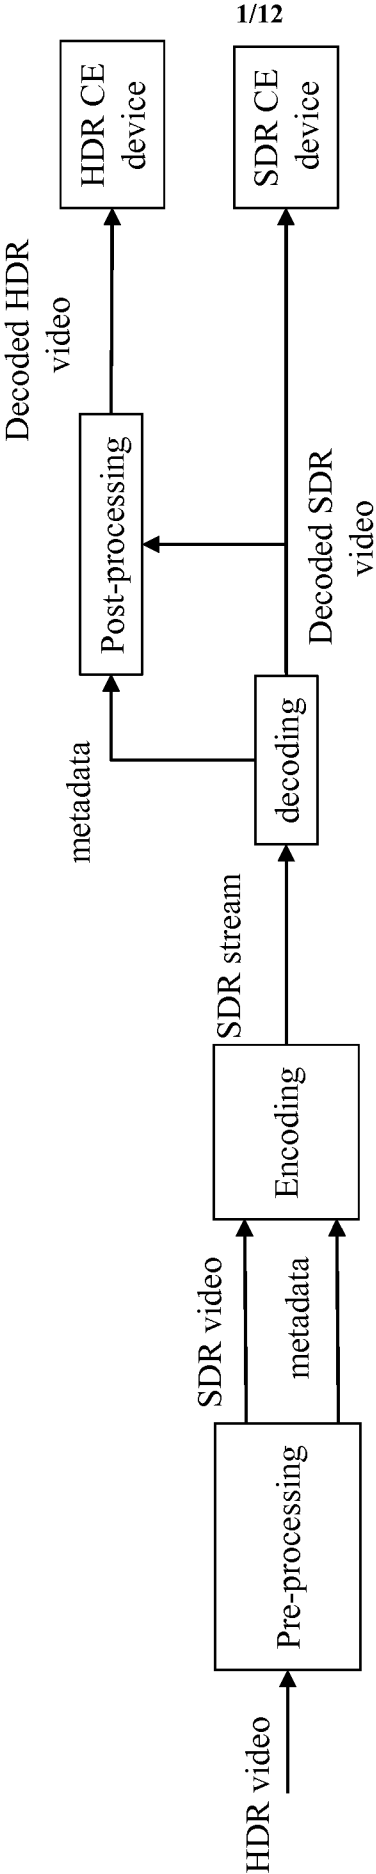 1/12
HDR video
Pre-processing
SDR video
metadata
Encoding
SDR stream
decoding
metadata
Decoded SDR
video
Post-processing
Decoded HDR
video
HDR CE
device
SDR CE
device